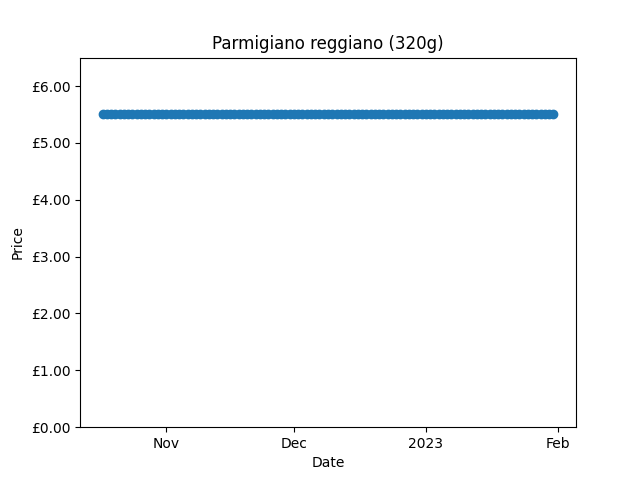 Parmigiano reggiano (320g)
£6.00
£5.00
£4.00
£3.00
£2.00
£1.00
£0.00
Price
Nov Dec 2023 Feb
Date